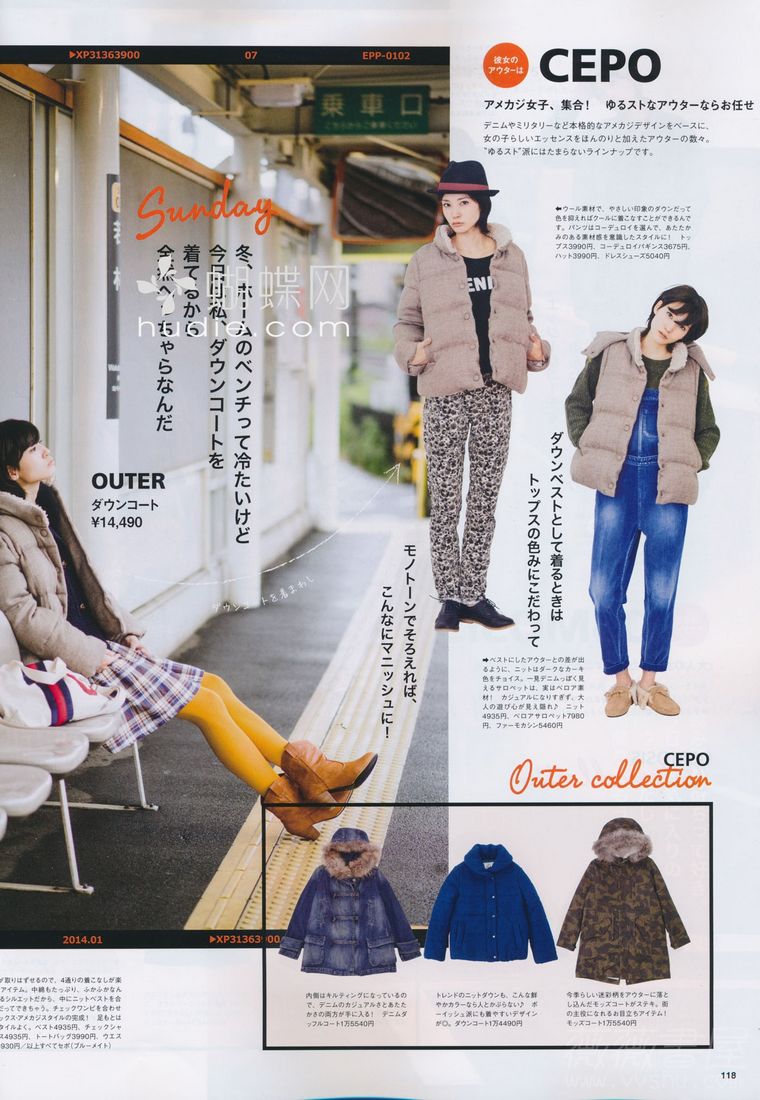 ▶XP31363900 07 EPP-0102
彼女の
アウターは
CEPO
アメカジ女子、集合！　ゆるストなアウターならお任せ
デニムやミリタリーなど本格的なアメカジデザインをベースに、
女の子らしいエッセンスをほんのりと加えたアウターの数々。
“ゆるスト”派にはたまらないラインナップです。
乗車口
こちらからご乗車ください
Sunday
冬、ホームのベンチって冷たいけど
今日は私、ダウンコートを
着てるから
全然へっちゃらなんだ
蝴蝶网
hudie.com
OUTER
ダウンコート
¥14,490
ダウンコートを着まわし
⬅ウール素材で、やさしい印象のダウンだって
色を抑えればクールに着こなすことができるんで
す。パンツはコーデュロイを選んで、あたたか
かみのある素材感を意識したスタイルに！　トッ
プス3990円、コーデュロイパギンス3675円、
ハット3990円、ドレスシューズ5040円
モノトーンでそろえれば、
こんなにマニッシュに！
ダウンベストとして着るときは
トップスの色みにこだわって
➡ベストにしたアウターとの差が出
るように、ニットはダークなカーキ
色をチョイス。一見デニムっぽく見
えるサロペットは、実はベロア素
材！　カジュアルになりすぎず、大
人の遊び心が見え隠れ♪　ニット
4935円、ベロアサロペット7980
円、ファーモカシン5460円
CEPO
Outer collection
内側はキルティングになっているの
で、デニムのカジュアルさとあたた
かさの両方が手に入る！　デニムダ
ッフルコート1万5540円
トレンドのニットダウンも、こんな鮮
やかカラーなら人とかぶらない？　ボ
ーイッシュ派にも着やすいデザイン
が◎。ダウンコート1万4490円
今季らしい迷彩柄をアウターに落と
し込んだモッズコートがステキ。街
の主役になれるお目立ちアイテム！
モッズコート1万5540円
2014.01 ▶XP31363900
が取りはずせるので、4通りの着こなしが楽
アイテム。中綿もたっぷり、ふかふかなん
るシルエットだから、中にニットベストを合
だってできちゃう。チェックワンピを合わせ
ックス・アメカジスタイルの完成！　足もとは
タイルよく。ベスト4935円、チェックシャ
ス4935円、トートバッグ3990円、ウエス
930円／以上すべてセポ（ブルーメイト）
118